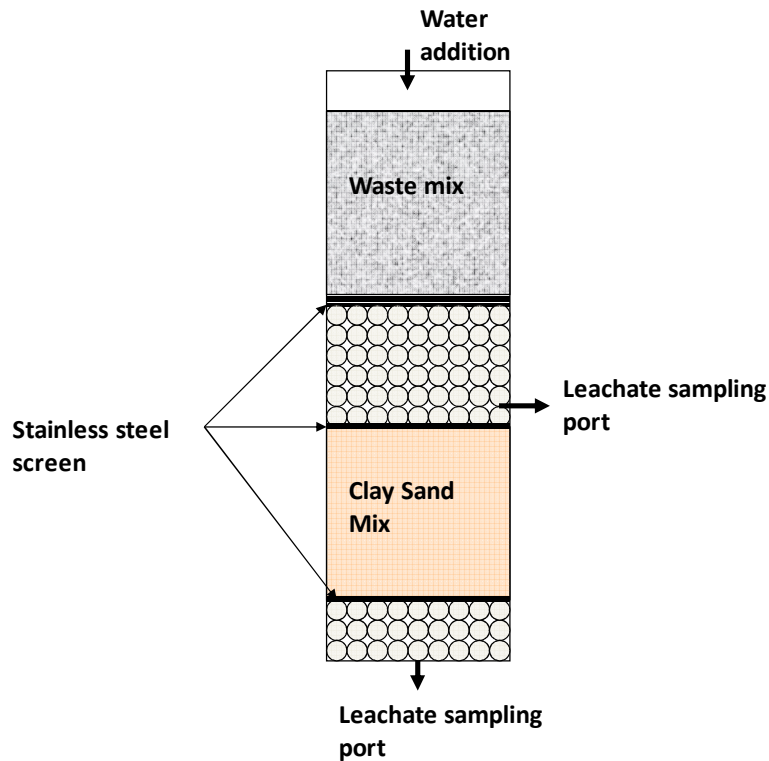 Water
addition
Waste mix
Leachate sampling
port
Stainless steel
screen
Clay Sand
Mix
Leachate sampling
port